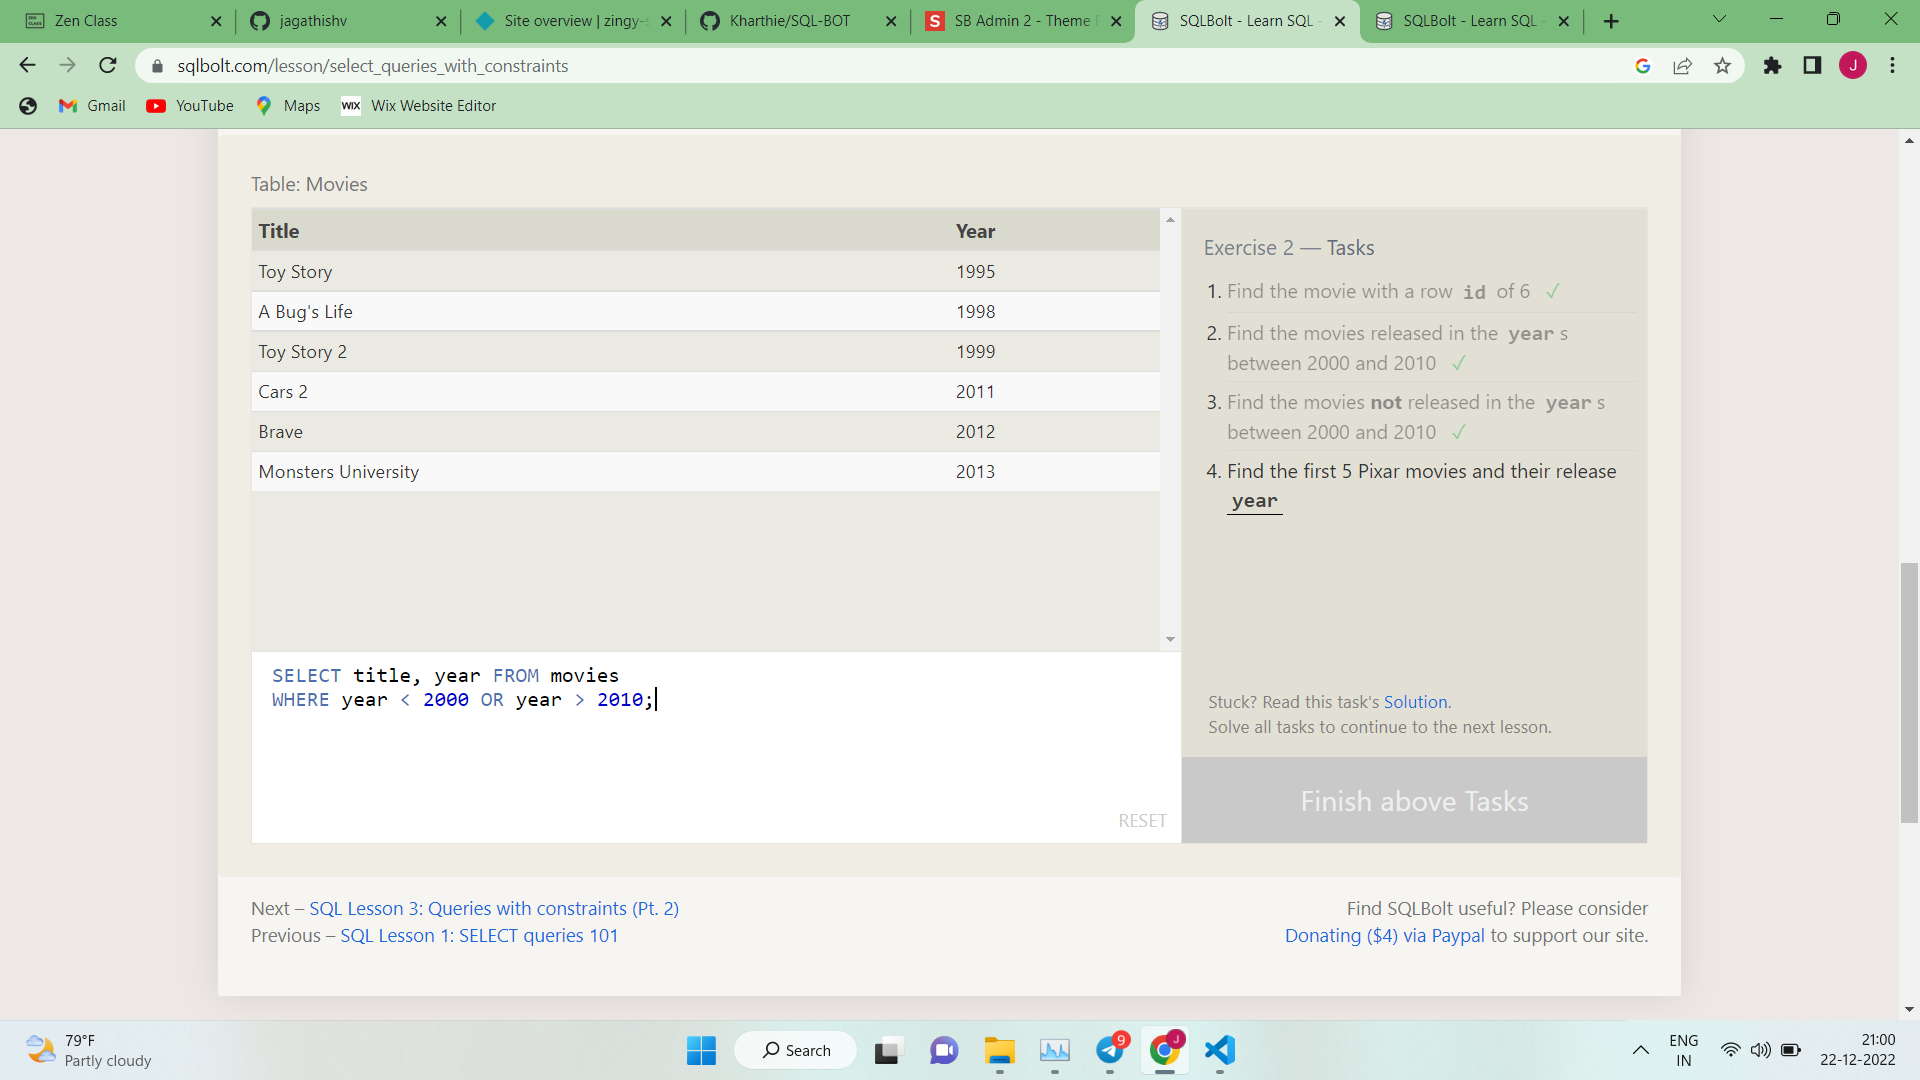 Zen Class
jagathishv
Site overview | zingy-s
Kharthie/SQL-BOT
SB Admin 2 - Theme P
SQLBolt - Learn SQL -
SQLBolt - Learn SQL -
sqlbolt.com/lesson/select_queries_with_constraints
J
Gmail
YouTube
Maps
WIX Wix Website Editor
Table: Movies
Title Year
Toy Story 1995
A Bug's Life 1998
Toy Story 2 1999
Cars 2 2011
Brave 2012
Monsters University 2013
Exercise 2 — Tasks
1. Find the movie with a row id of 6 ✓
2. Find the movies released in the year s
between 2000 and 2010 ✓
3. Find the movies not released in the year s
between 2000 and 2010 ✓
4. Find the first 5 Pixar movies and their release
year
SELECT title, year FROM movies
WHERE year < 2000 OR year > 2010;
RESET
Stuck? Read this task's Solution.
Solve all tasks to continue to the next lesson.
Finish above Tasks
Next – SQL Lesson 3: Queries with constraints (Pt. 2)
Previous – SQL Lesson 1: SELECT queries 101
Find SQLBolt useful? Please consider
Donating ($4) via Paypal to support our site.
79°F
Partly cloudy
Search
9
J
ENG
IN
21:00
22-12-2022